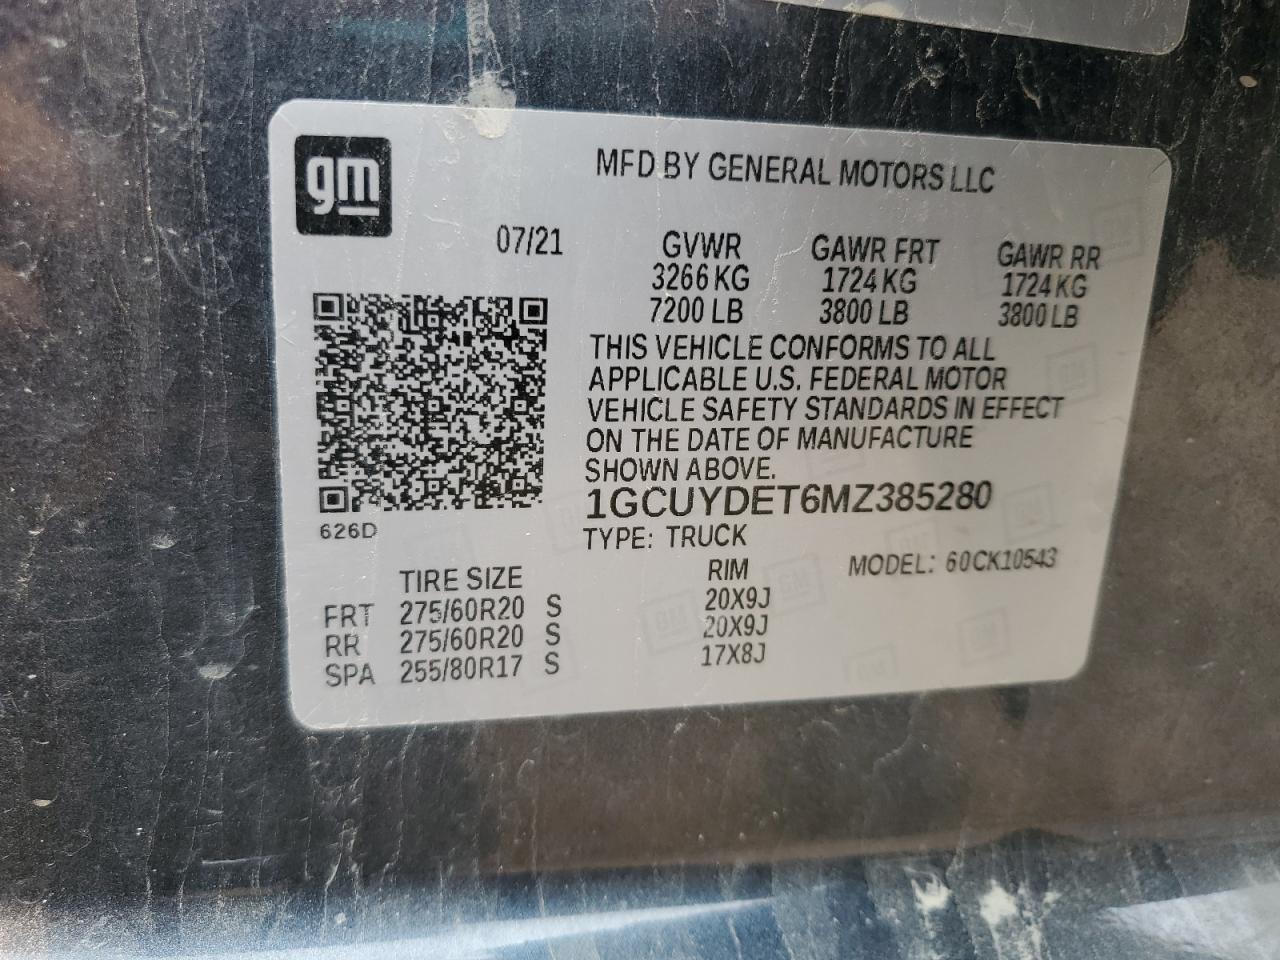 gm
MFD BY GENERAL MOTORS LLC
07/21 GVWR GAWR FRT GAWR RR
3266 KG 1724 KG 1724 KG
7200 LB 3800 LB 3800 LB
THIS VEHICLE CONFORMS TO ALL
APPLICABLE U.S. FEDERAL MOTOR
VEHICLE SAFETY STANDARDS IN EFFECT
ON THE DATE OF MANUFACTURE
SHOWN ABOVE.
1GCUYDET6MZ385280
626D
TYPE: TRUCK
MODEL: 60CK10543
TIRE SIZE RIM
FRT 275/60R20 S 20X9J
RR 275/60R20 S 20X9J
SPA 255/80R17 S 17X8J